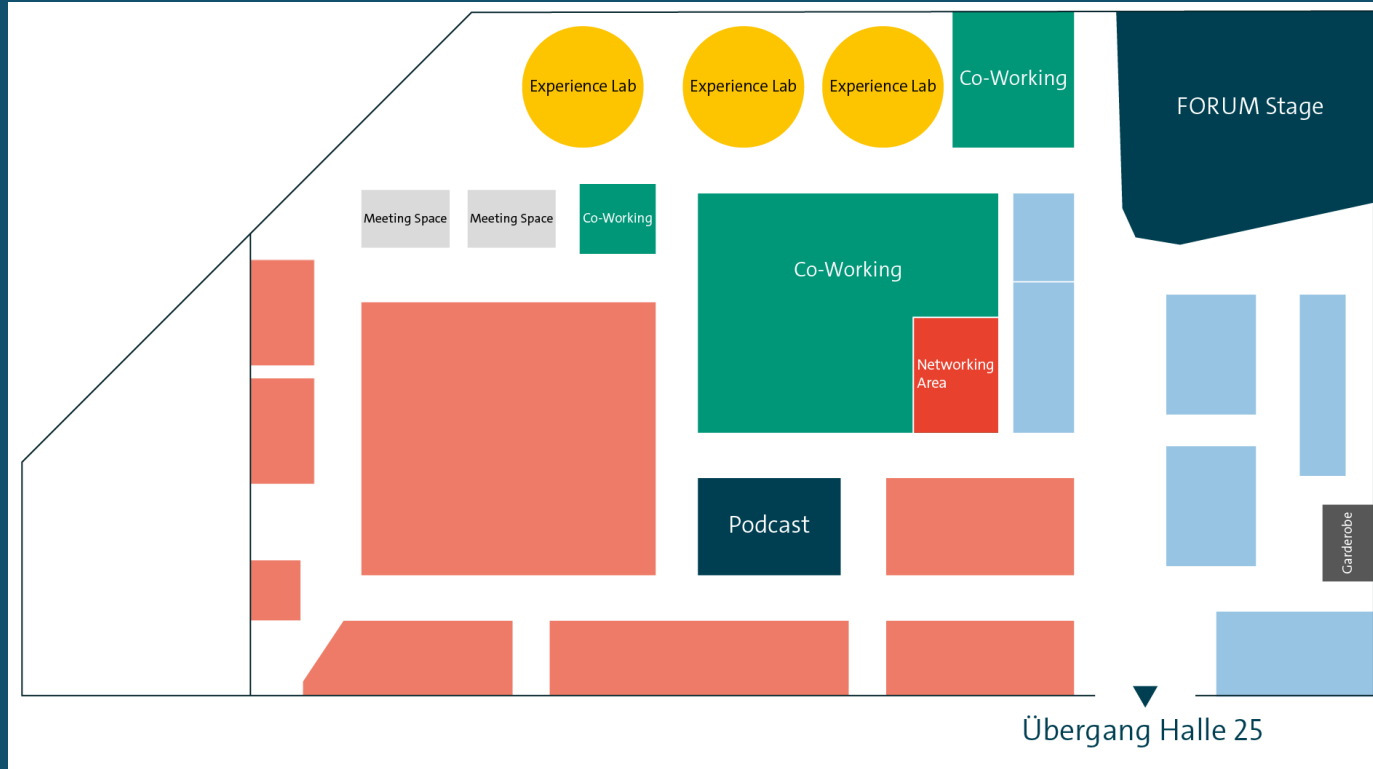 Experience Lab
Experience Lab
Experience Lab
Co-Working
FORUM Stage
Meeting Space
Meeting Space
Co-Working
Co-Working
Networking
Area
Podcast
Garderobe
Übergang Halle 25